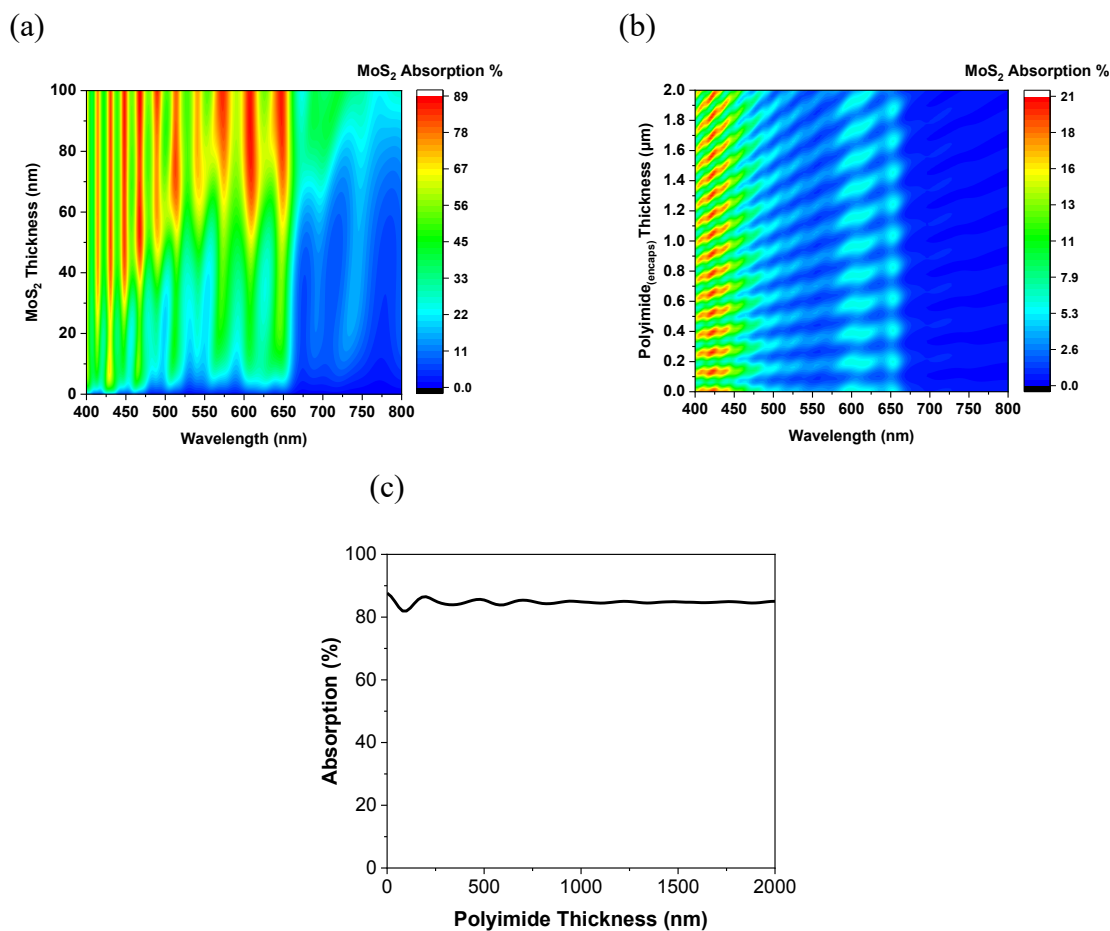 (a)
(b)
MoS₂ Absorption %
MoS₂ Thickness (nm)
100
80
60
40
20
0
400 450 500 550 600 650 700 750 800
Wavelength (nm)
89
78
67
56
45
33
22
11
0.0
MoS₂ Absorption %
Polyimide(encaps) Thickness (µm)
2.0
1.8
1.6
1.4
1.2
1.0
0.8
0.6
0.4
0.2
0.0
400 450 500 550 600 650 700 750 800
Wavelength (nm)
21
18
16
13
11
7.9
5.3
2.6
0.0
(c)
Absorption (%)
100
80
60
40
20
0
0 500 1000 1500 2000
Polyimide Thickness (nm)